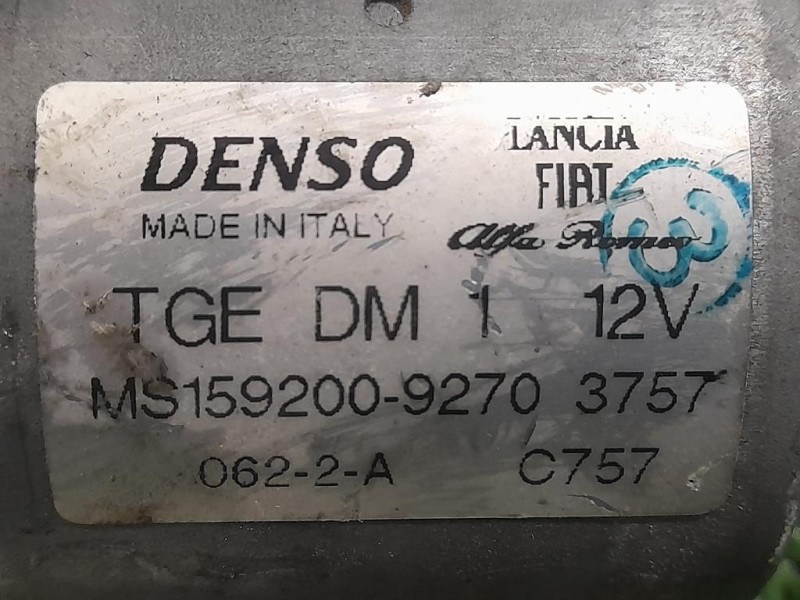 DENSO
MADE IN ITALY
LANCIA
FIAT
Alfa Romeo
TGE DM 1 12V
MS159200-9270 3757
062-2-A C757